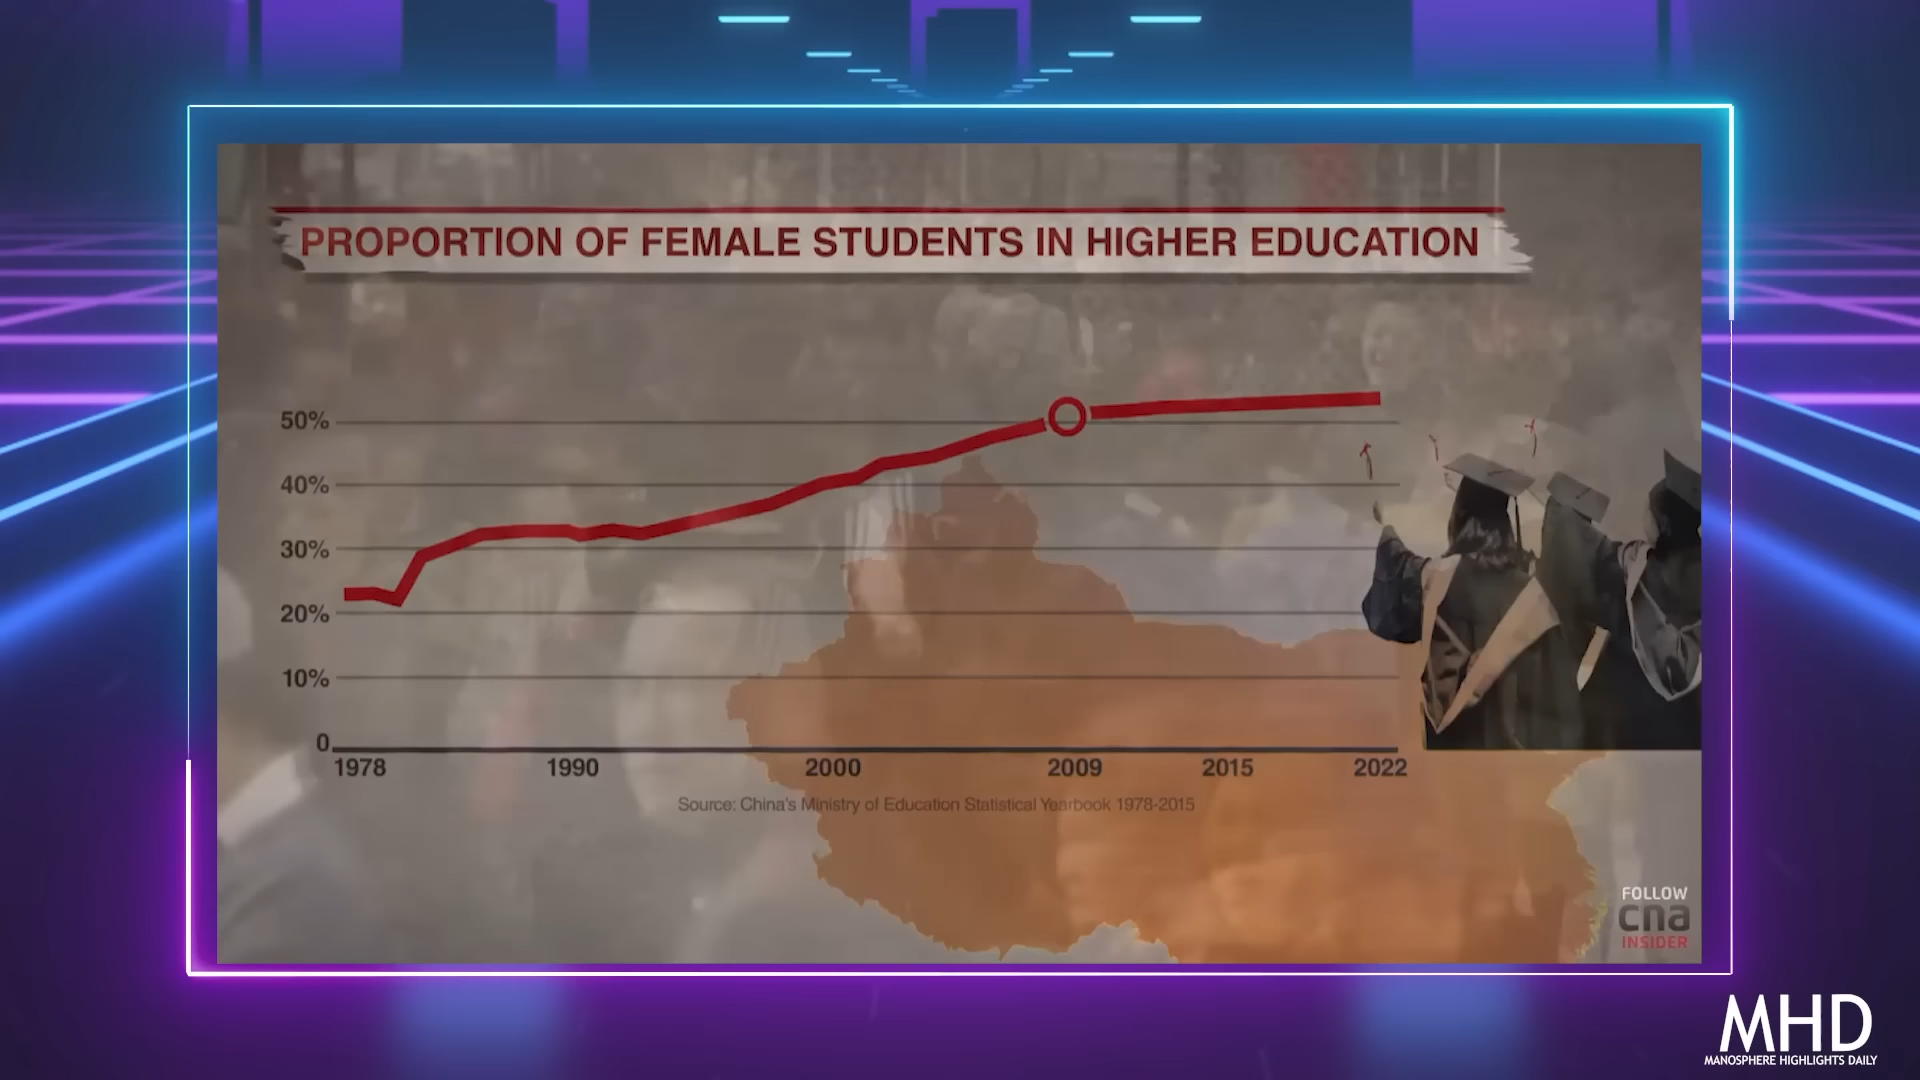 PROPORTION OF FEMALE STUDENTS IN HIGHER EDUCATION
50%
40%
30%
20%
10%
0
1978 1990 2000 2009 2015 2022
Source: China's Ministry of Education Statistical Yearbook 1978-2015
FOLLOW
cna
INSIDER
MHD
MANOSPHERE HIGHLIGHTS DAILY